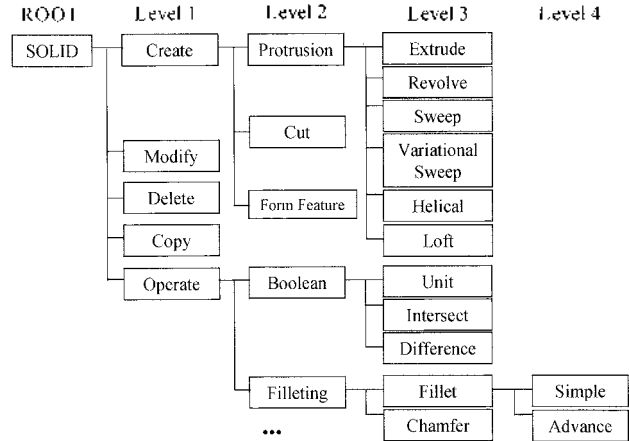 ROOT Level 1 Level 2 Level 3 Level 4
SOLID Create Protrusion Extrude
Revolve
Sweep
Cut
Modify
Variational
Sweep
Delete
Form Feature
Helical
Copy
Loft
Operate Boolean Unit
Intersect
Difference
Filleting Fillet Simple
Chamfer Advance
...